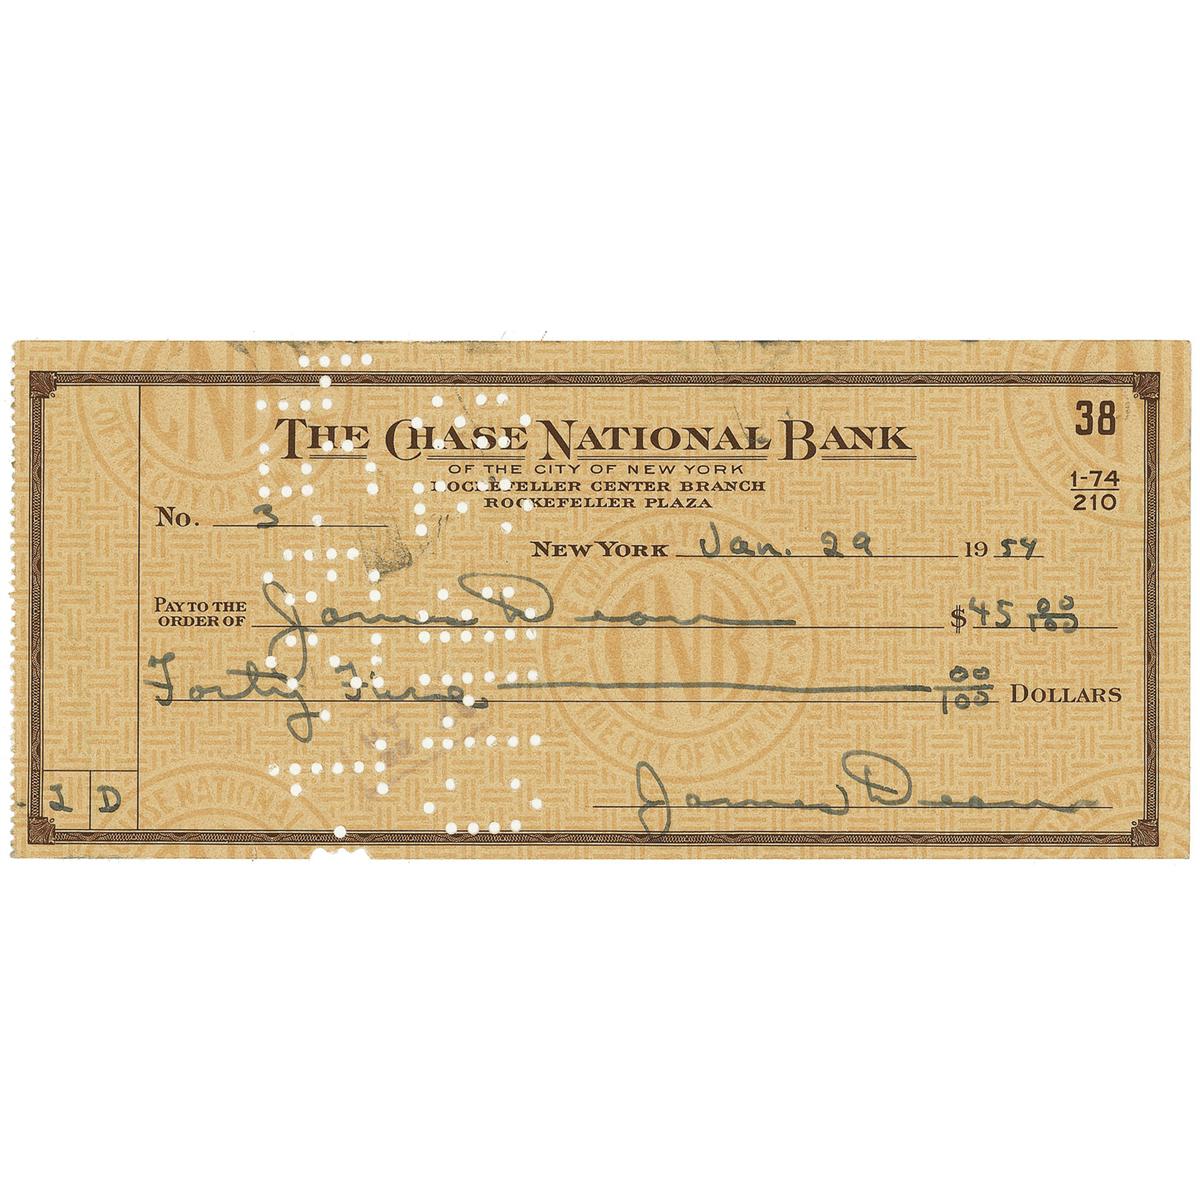 THE CHASE NATIONAL BANK
OF THE CITY OF NEW YORK
ROCKEFELLER CENTER BRANCH
ROCKEFELLER PLAZA
38
1-74
210
No. 3
NEW YORK Jan. 29 1954
PAY TO THE
ORDER OF James Dean $45 00/100
Forty Five 00/100 DOLLARS
James Dean
D